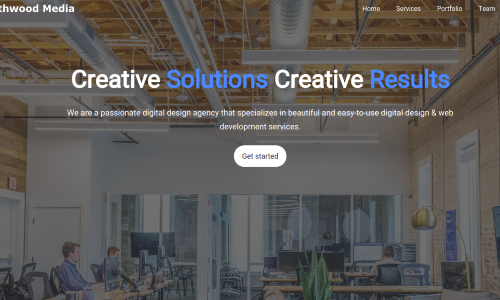 thwood Media
Home Services Portfolio Team
Creative Solutions Creative Results
We are a passionate digital design agency that specializes in beautiful and easy-to-use digital design & web
development services.
Get started